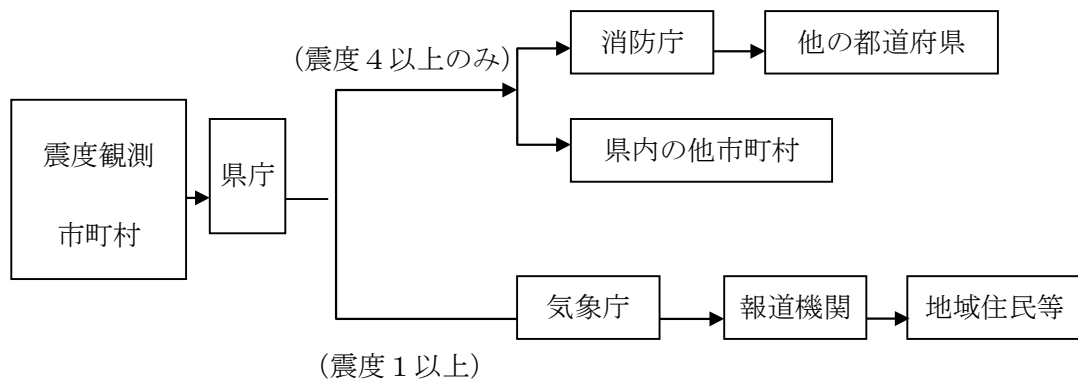 消防庁
他の都道府県
（震度４以上のみ）
震度観測
市町村
県庁
県内の他市町村
気象庁
報道機関
地域住民等
（震度１以上）